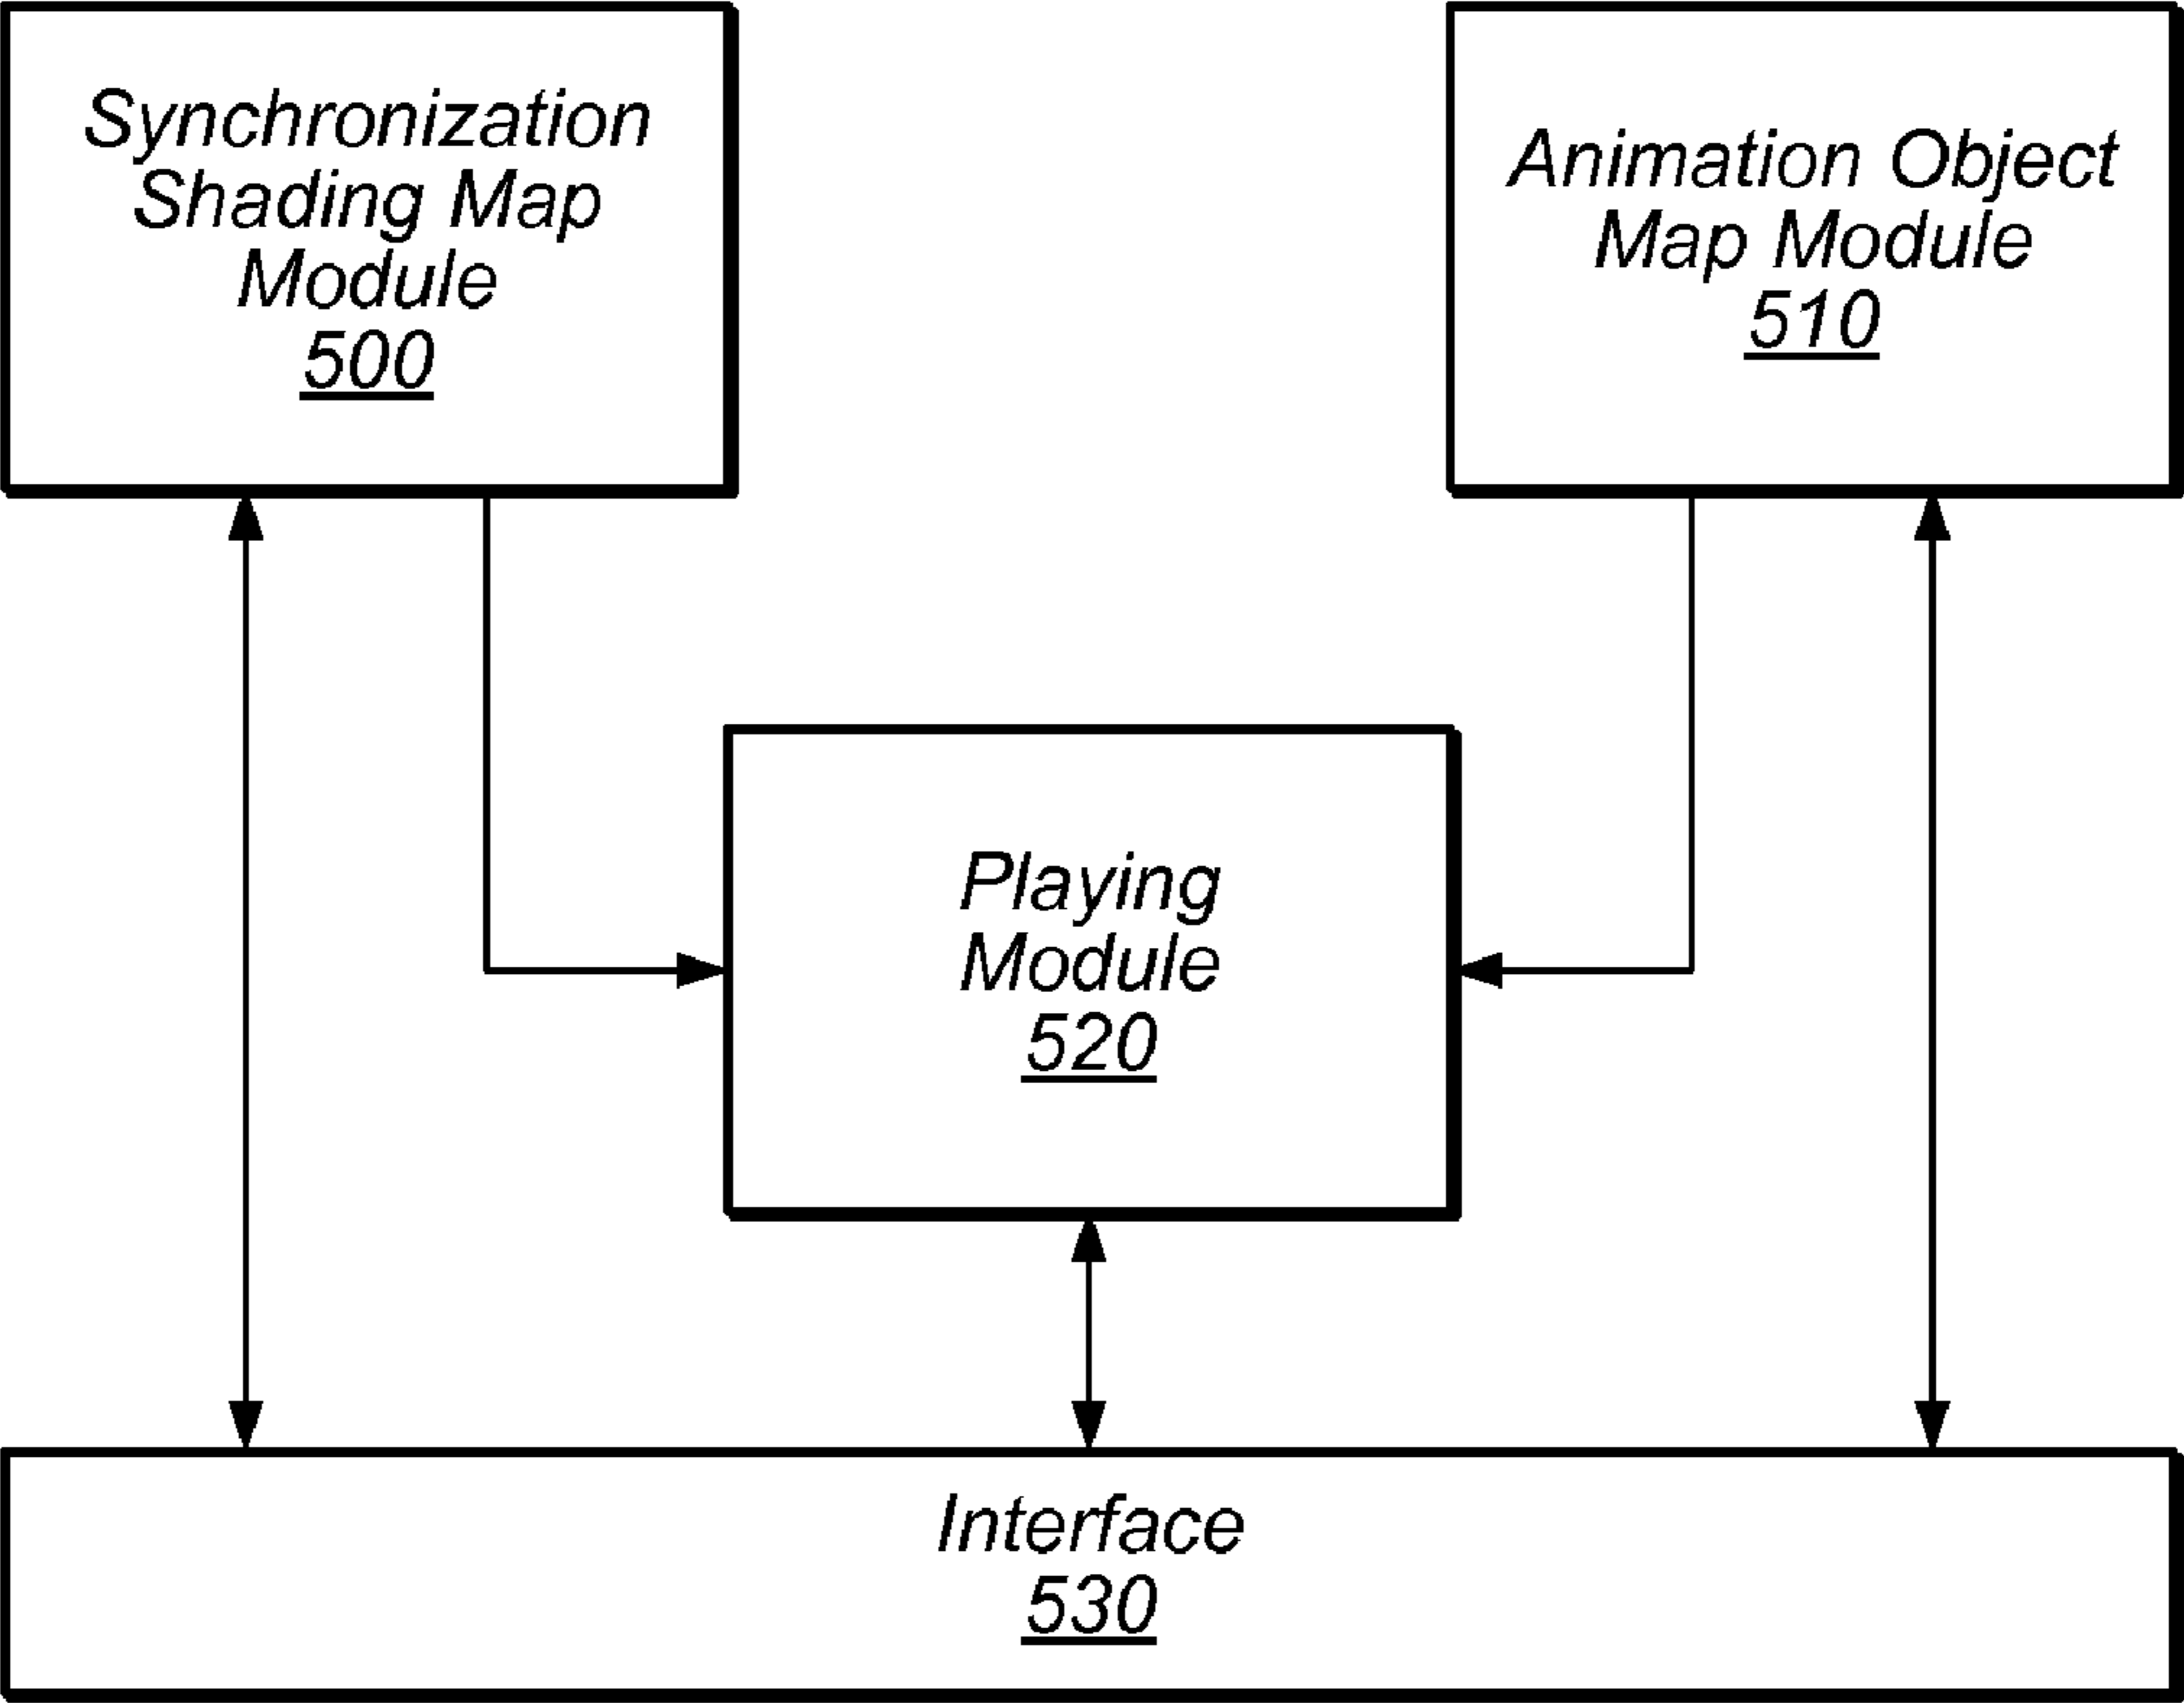 Synchronization
Shading Map
Module
500
Animation Object
Map Module
510
Playing
Module
520
Interface
530